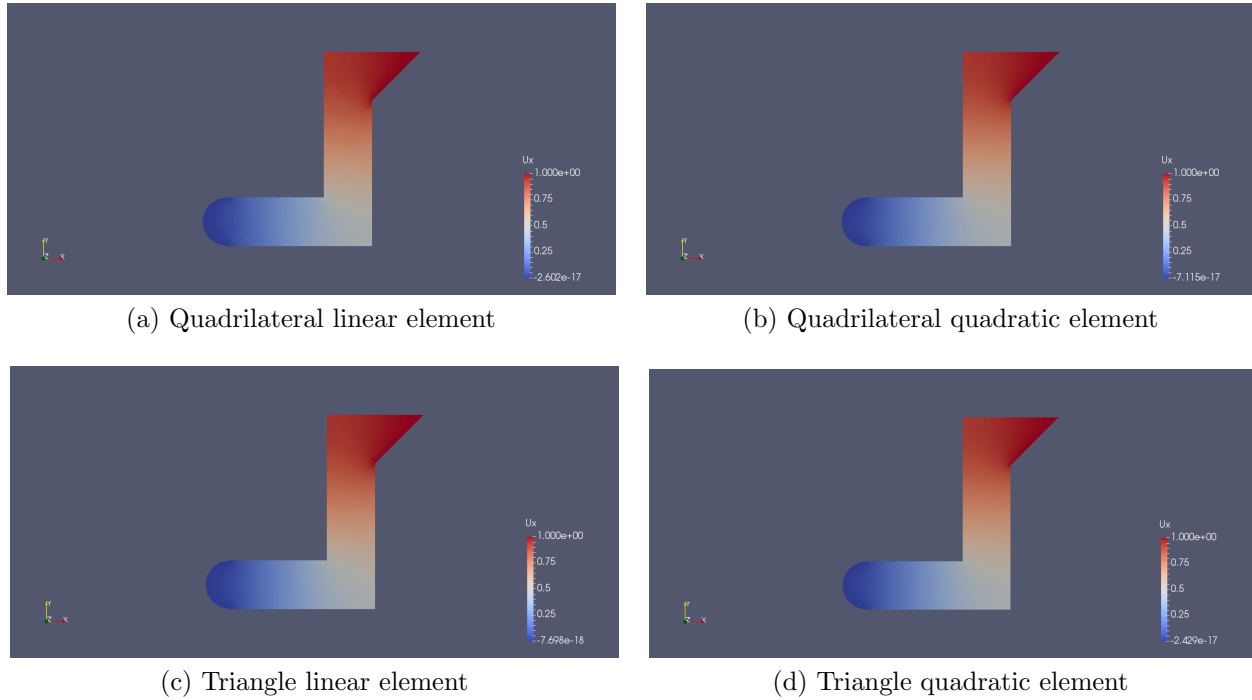 Ux
1.000e+00
0.75
0.5
0.25
-2.602e-17
Y
Z X
(a) Quadrilateral linear element
Ux
1.000e+00
0.75
0.5
0.25
-7.115e-17
Y
Z X
(b) Quadrilateral quadratic element
Ux
1.000e+00
0.75
0.5
0.25
-7.698e-18
Y
Z X
(c) Triangle linear element
Ux
1.000e+00
0.75
0.5
0.25
-2.429e-17
Y
Z X
(d) Triangle quadratic element